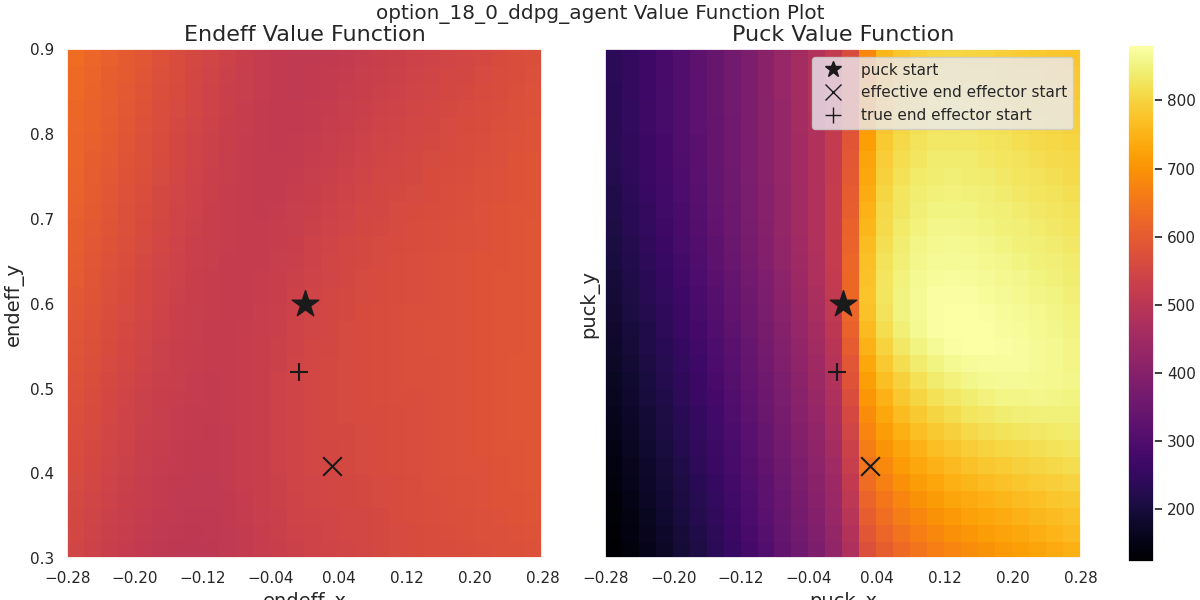 option_18_0_ddpg_agent Value Function Plot
Endeff Value Function
Puck Value Function
puck start
effective end effector start
true end effector start
0.9
0.8
0.7
0.6
0.5
0.4
0.3
endeff_y
−0.28 −0.20 −0.12 −0.04 0.04 0.12 0.20 0.28
endeff_x
puck_y
−0.28 −0.20 −0.12 −0.04 0.04 0.12 0.20 0.28
puck_x
800
700
600
500
400
300
200